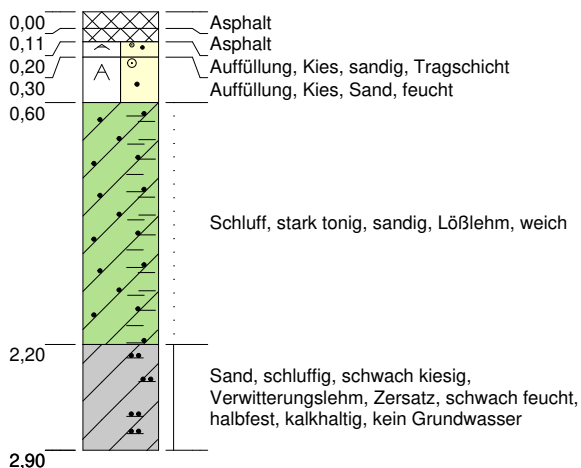 0,00 Asphalt
0,11 Asphalt
0,20 Auffüllung, Kies, sandig, Tragschicht
0,30 Auffüllung, Kies, Sand, feucht
0,60
A
Schluff, stark tonig, sandig, Lößlehm, weich
2,20
Sand, schluffig, schwach kiesig,
Verwitterungslehm, Zersatz, schwach feucht,
halbfest, kalkhaltig, kein Grundwasser
2,90